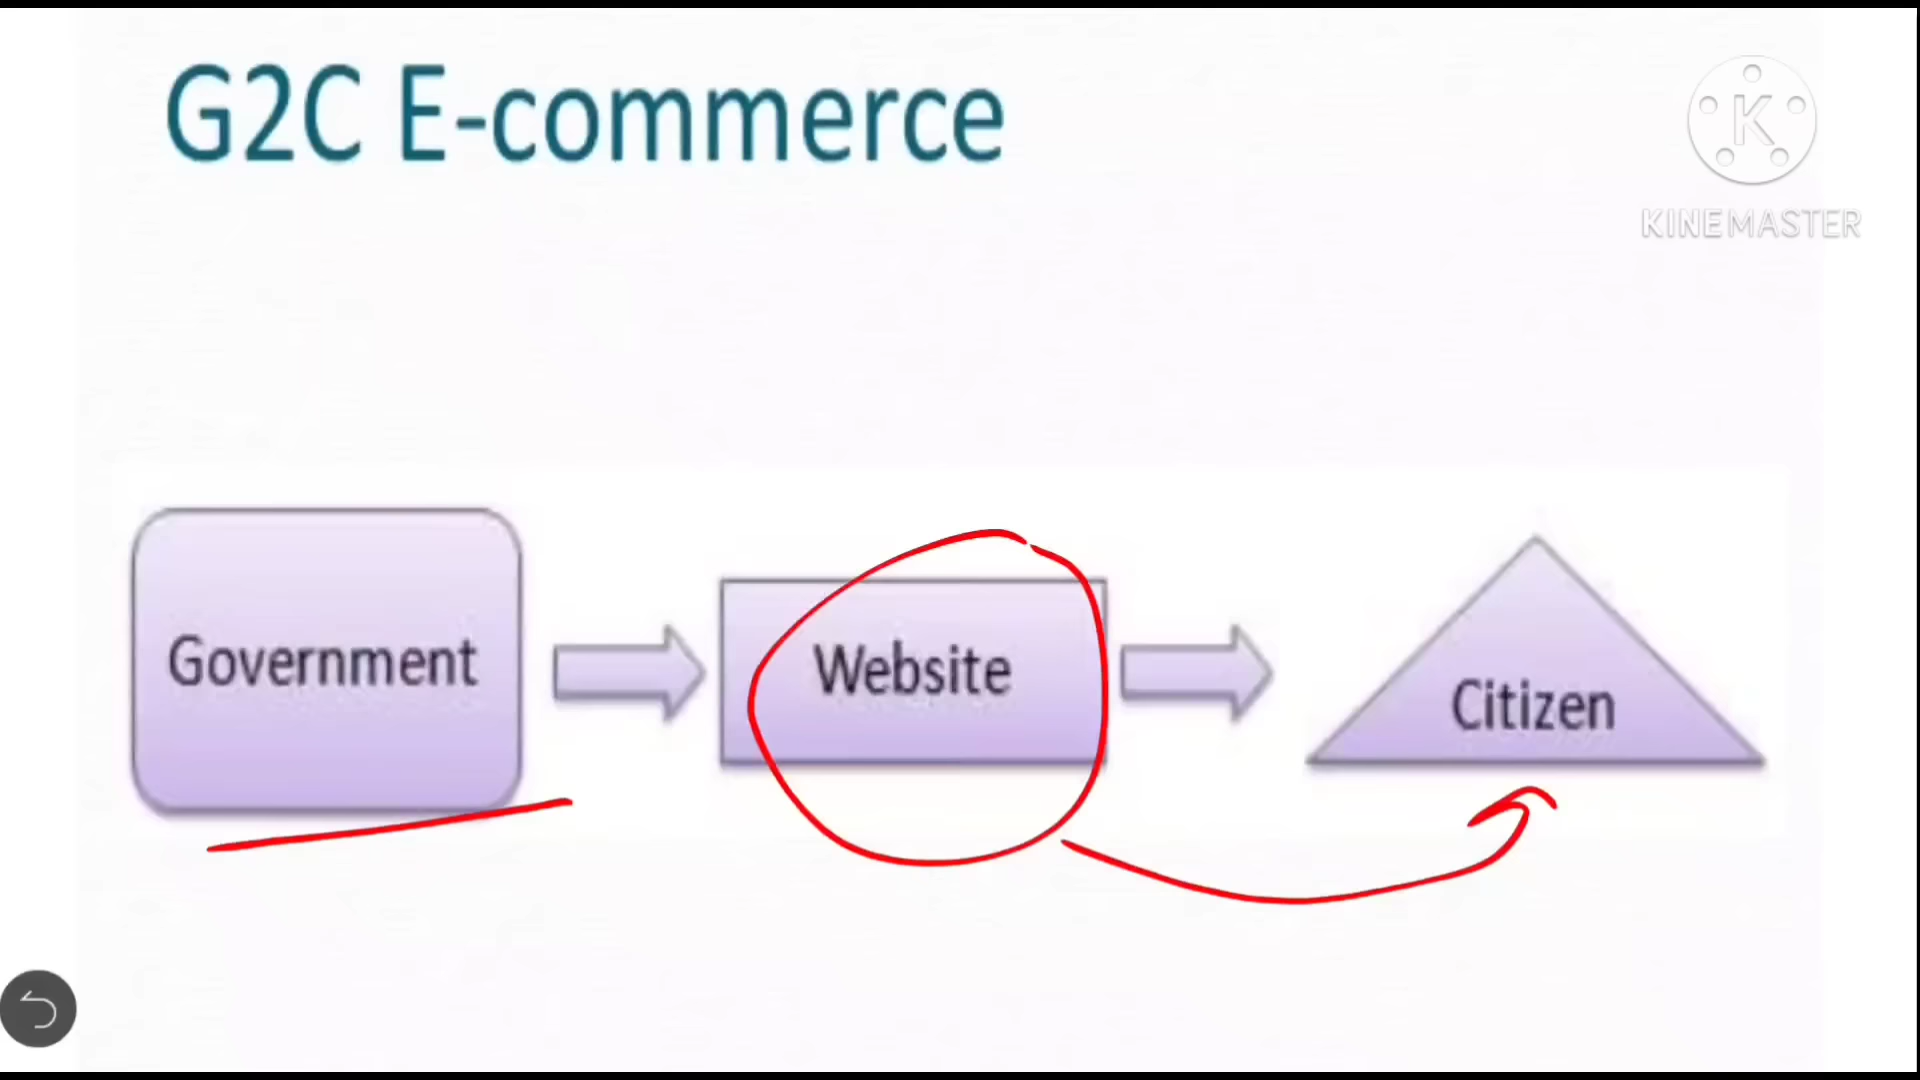 G2C E-commerce
K
KINEMASTER
Government
Website
Citizen